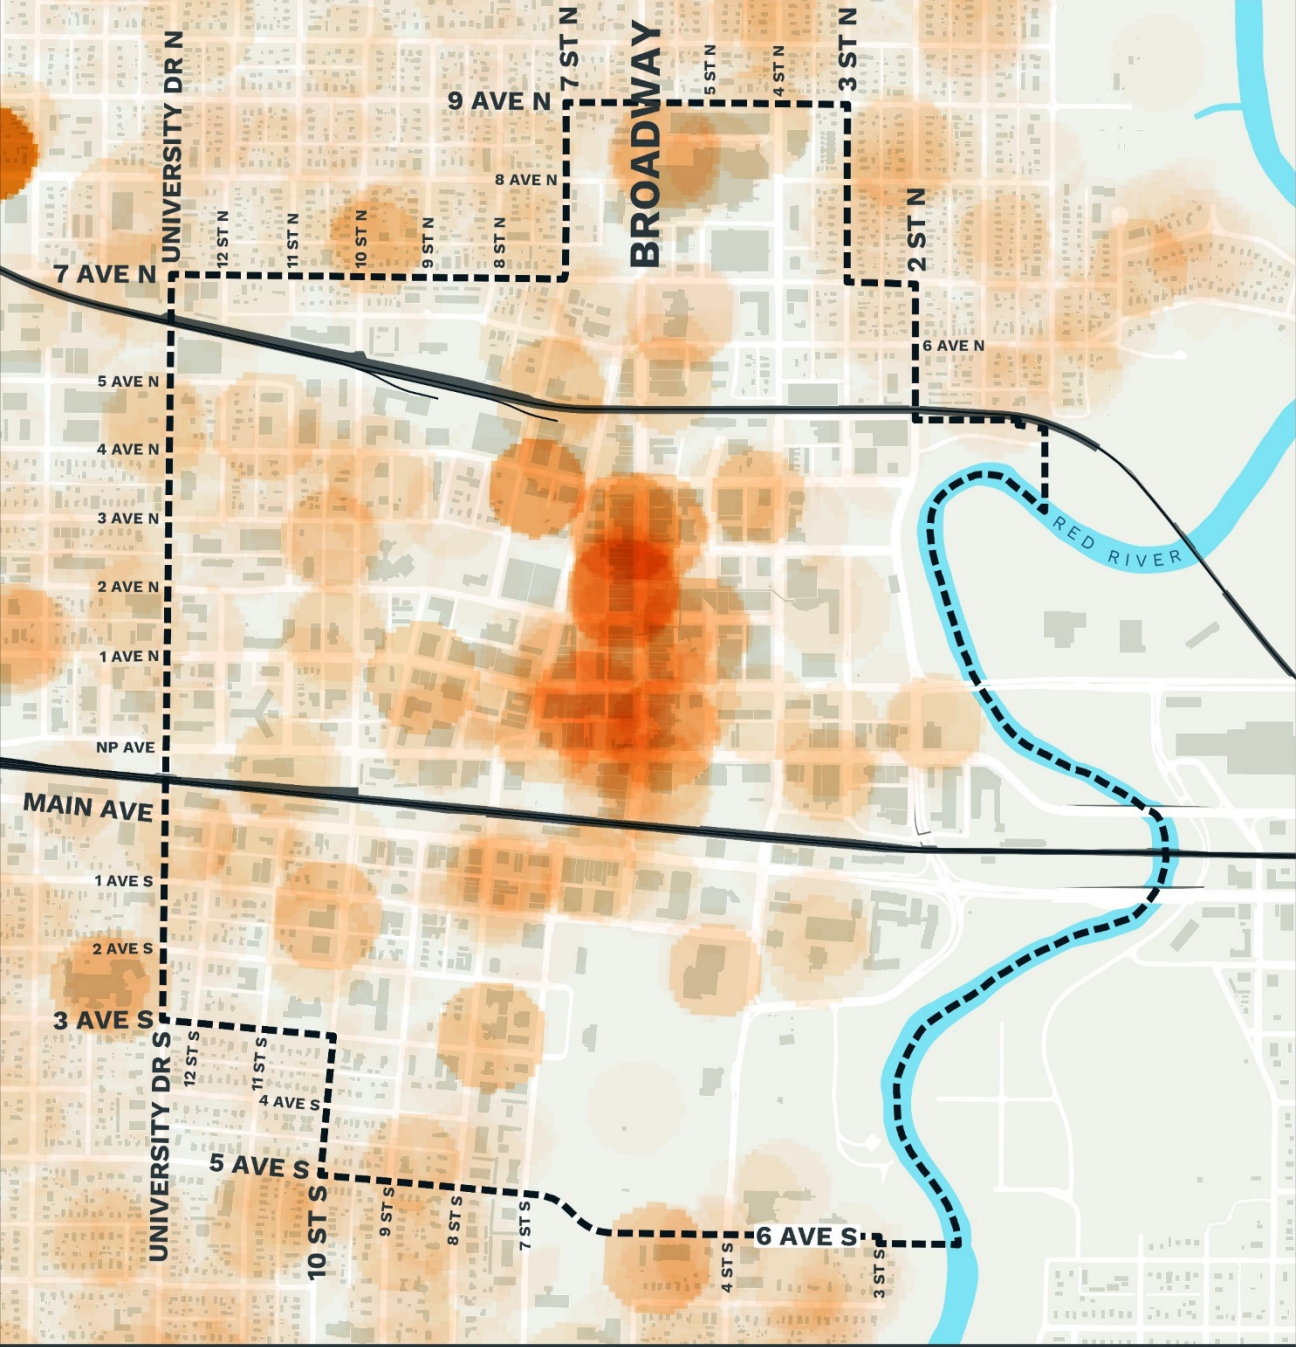 7 ST N
BROADWAY
5 ST N
4 ST N
3 ST N
UNIVERSITY DR N
9 AVE N
8 AVE N
12 ST N
11 ST N
10 ST N
9 ST N
8 ST N
2 ST N
7 AVE N
6 AVE N
5 AVE N
4 AVE N
3 AVE N
RED RIVER
2 AVE N
1 AVE N
NP AVE
MAIN AVE
1 AVE S
2 AVE S
3 AVE S
UNIVERSITY DR S
12 ST S
11 ST S
4 AVE S
5 AVE S
10 ST S
9 ST S
8 ST S
7 ST S
6 AVE S
4 ST S
3 ST S